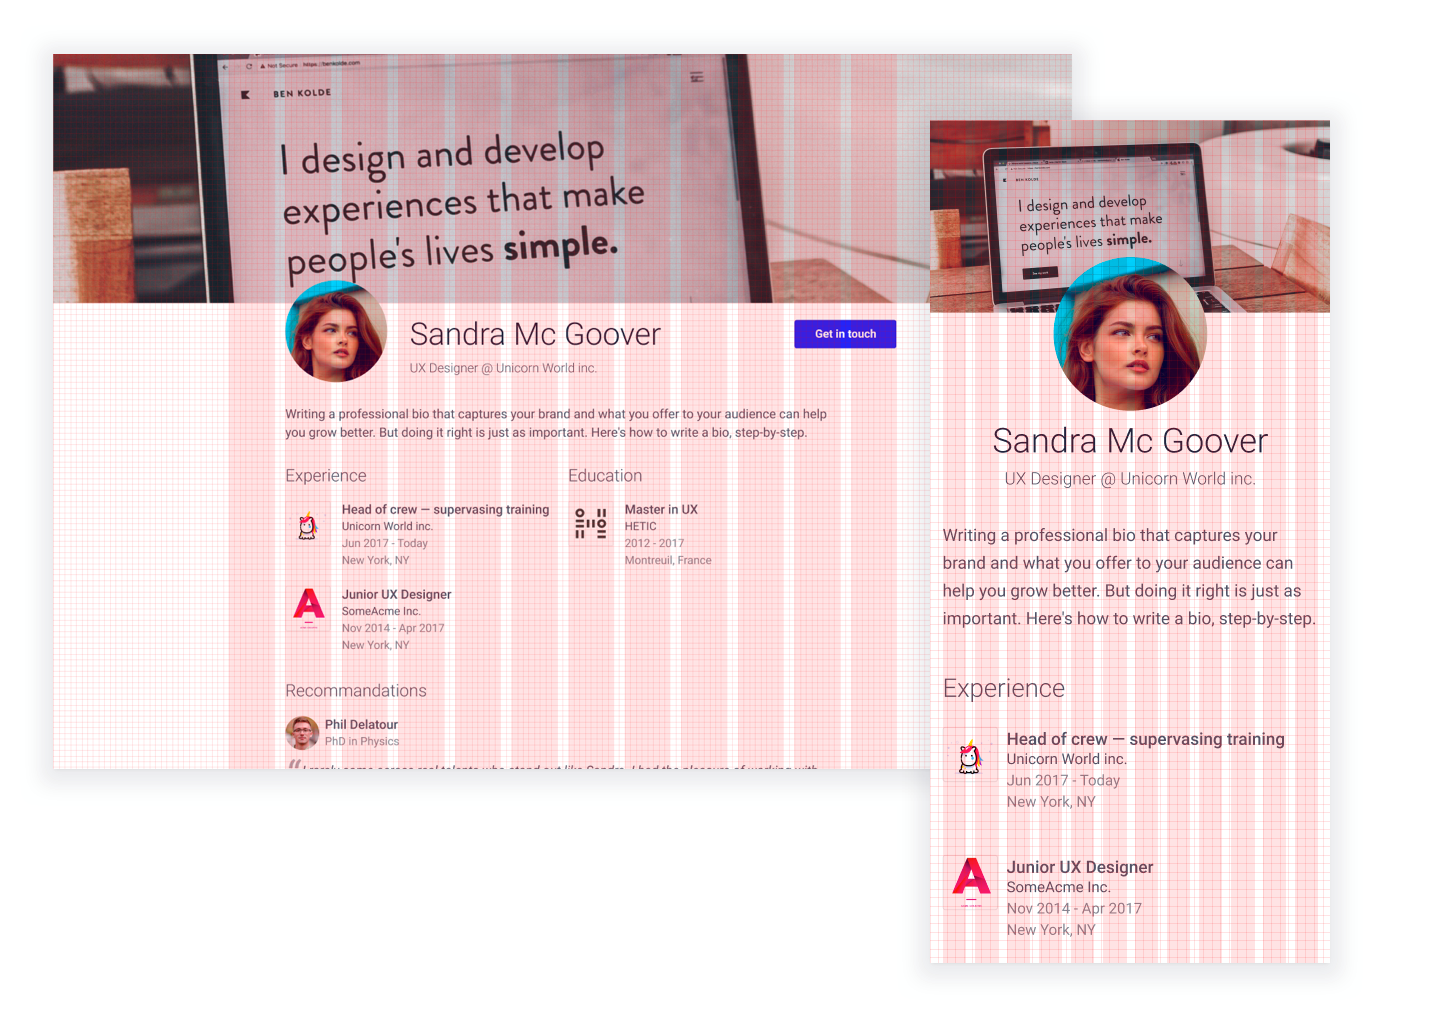 Not Secure | https://benkolde.com
BEN KOLDE
I design and develop
experiences that make
people's lives simple.
Sandra Mc Goover
Get in touch
UX Designer @ Unicorn World inc.
Writing a professional bio that captures your brand and what you offer to your audience can help
you grow better. But doing it right is just as important. Here's how to write a bio, step-by-step.
Experience
Head of crew — supervasing training
Unicorn World inc.
Jun 2017 - Today
New York, NY
Junior UX Designer
SomeAcme Inc.
Nov 2014 - Apr 2017
New York, NY
Education
Master in UX
HETIC
2012 - 2017
Montreuil, France
Recommandations
Phil Delatour
PhD in Physics
BEN KOLDE
I design and develop
experiences that make
people's lives simple.
Sandra Mc Goover
UX Designer @ Unicorn World inc.
Writing a professional bio that captures your
brand and what you offer to your audience can
help you grow better. But doing it right is just as
important. Here's how to write a bio, step-by-step.
Experience
Head of crew — supervasing training
Unicorn World inc.
Jun 2017 - Today
New York, NY
Junior UX Designer
SomeAcme Inc.
Nov 2014 - Apr 2017
New York, NY